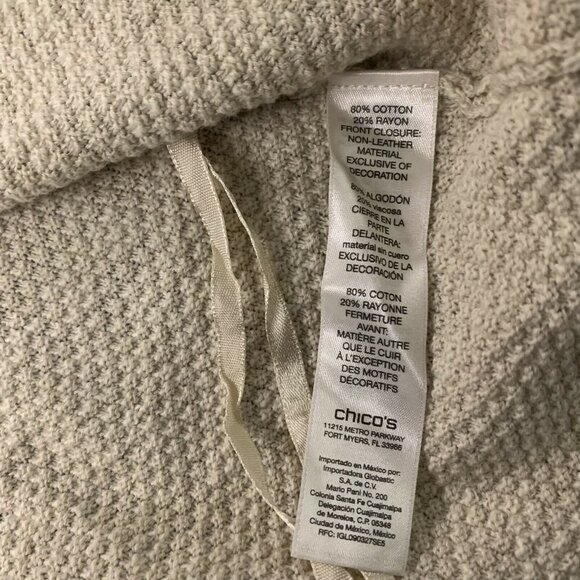 80% COTTON
20% RAYON
FRONT CLOSURE:
NON-LEATHER
MATERIAL
EXCLUSIVE OF
DECORATION
80% ALGODÓN
20% viscosa
CIERRE EN LA
PARTE
DELANTERA:
material sin cuero
EXCLUSIVO DE LA
DECORACIÓN
80% COTON
20% RAYONNE
FERMETURE
AVANT:
MATIÈRE AUTRE
QUE LE CUIR
À L'EXCEPTION
DES MOTIFS
DÉCORATIFS
chico's
11215 METRO PARKWAY
FORT MYERS, FL 33966
Importado en México por:
Importadora Globastic
S.A. de C.V.
Mario Pani No. 200
Colonia Santa Fe Cuajimalpa
Delegación Cuajimalpa
de Morelos, C.P. 05348
Ciudad de México, México
RFC: IGL090327SE5